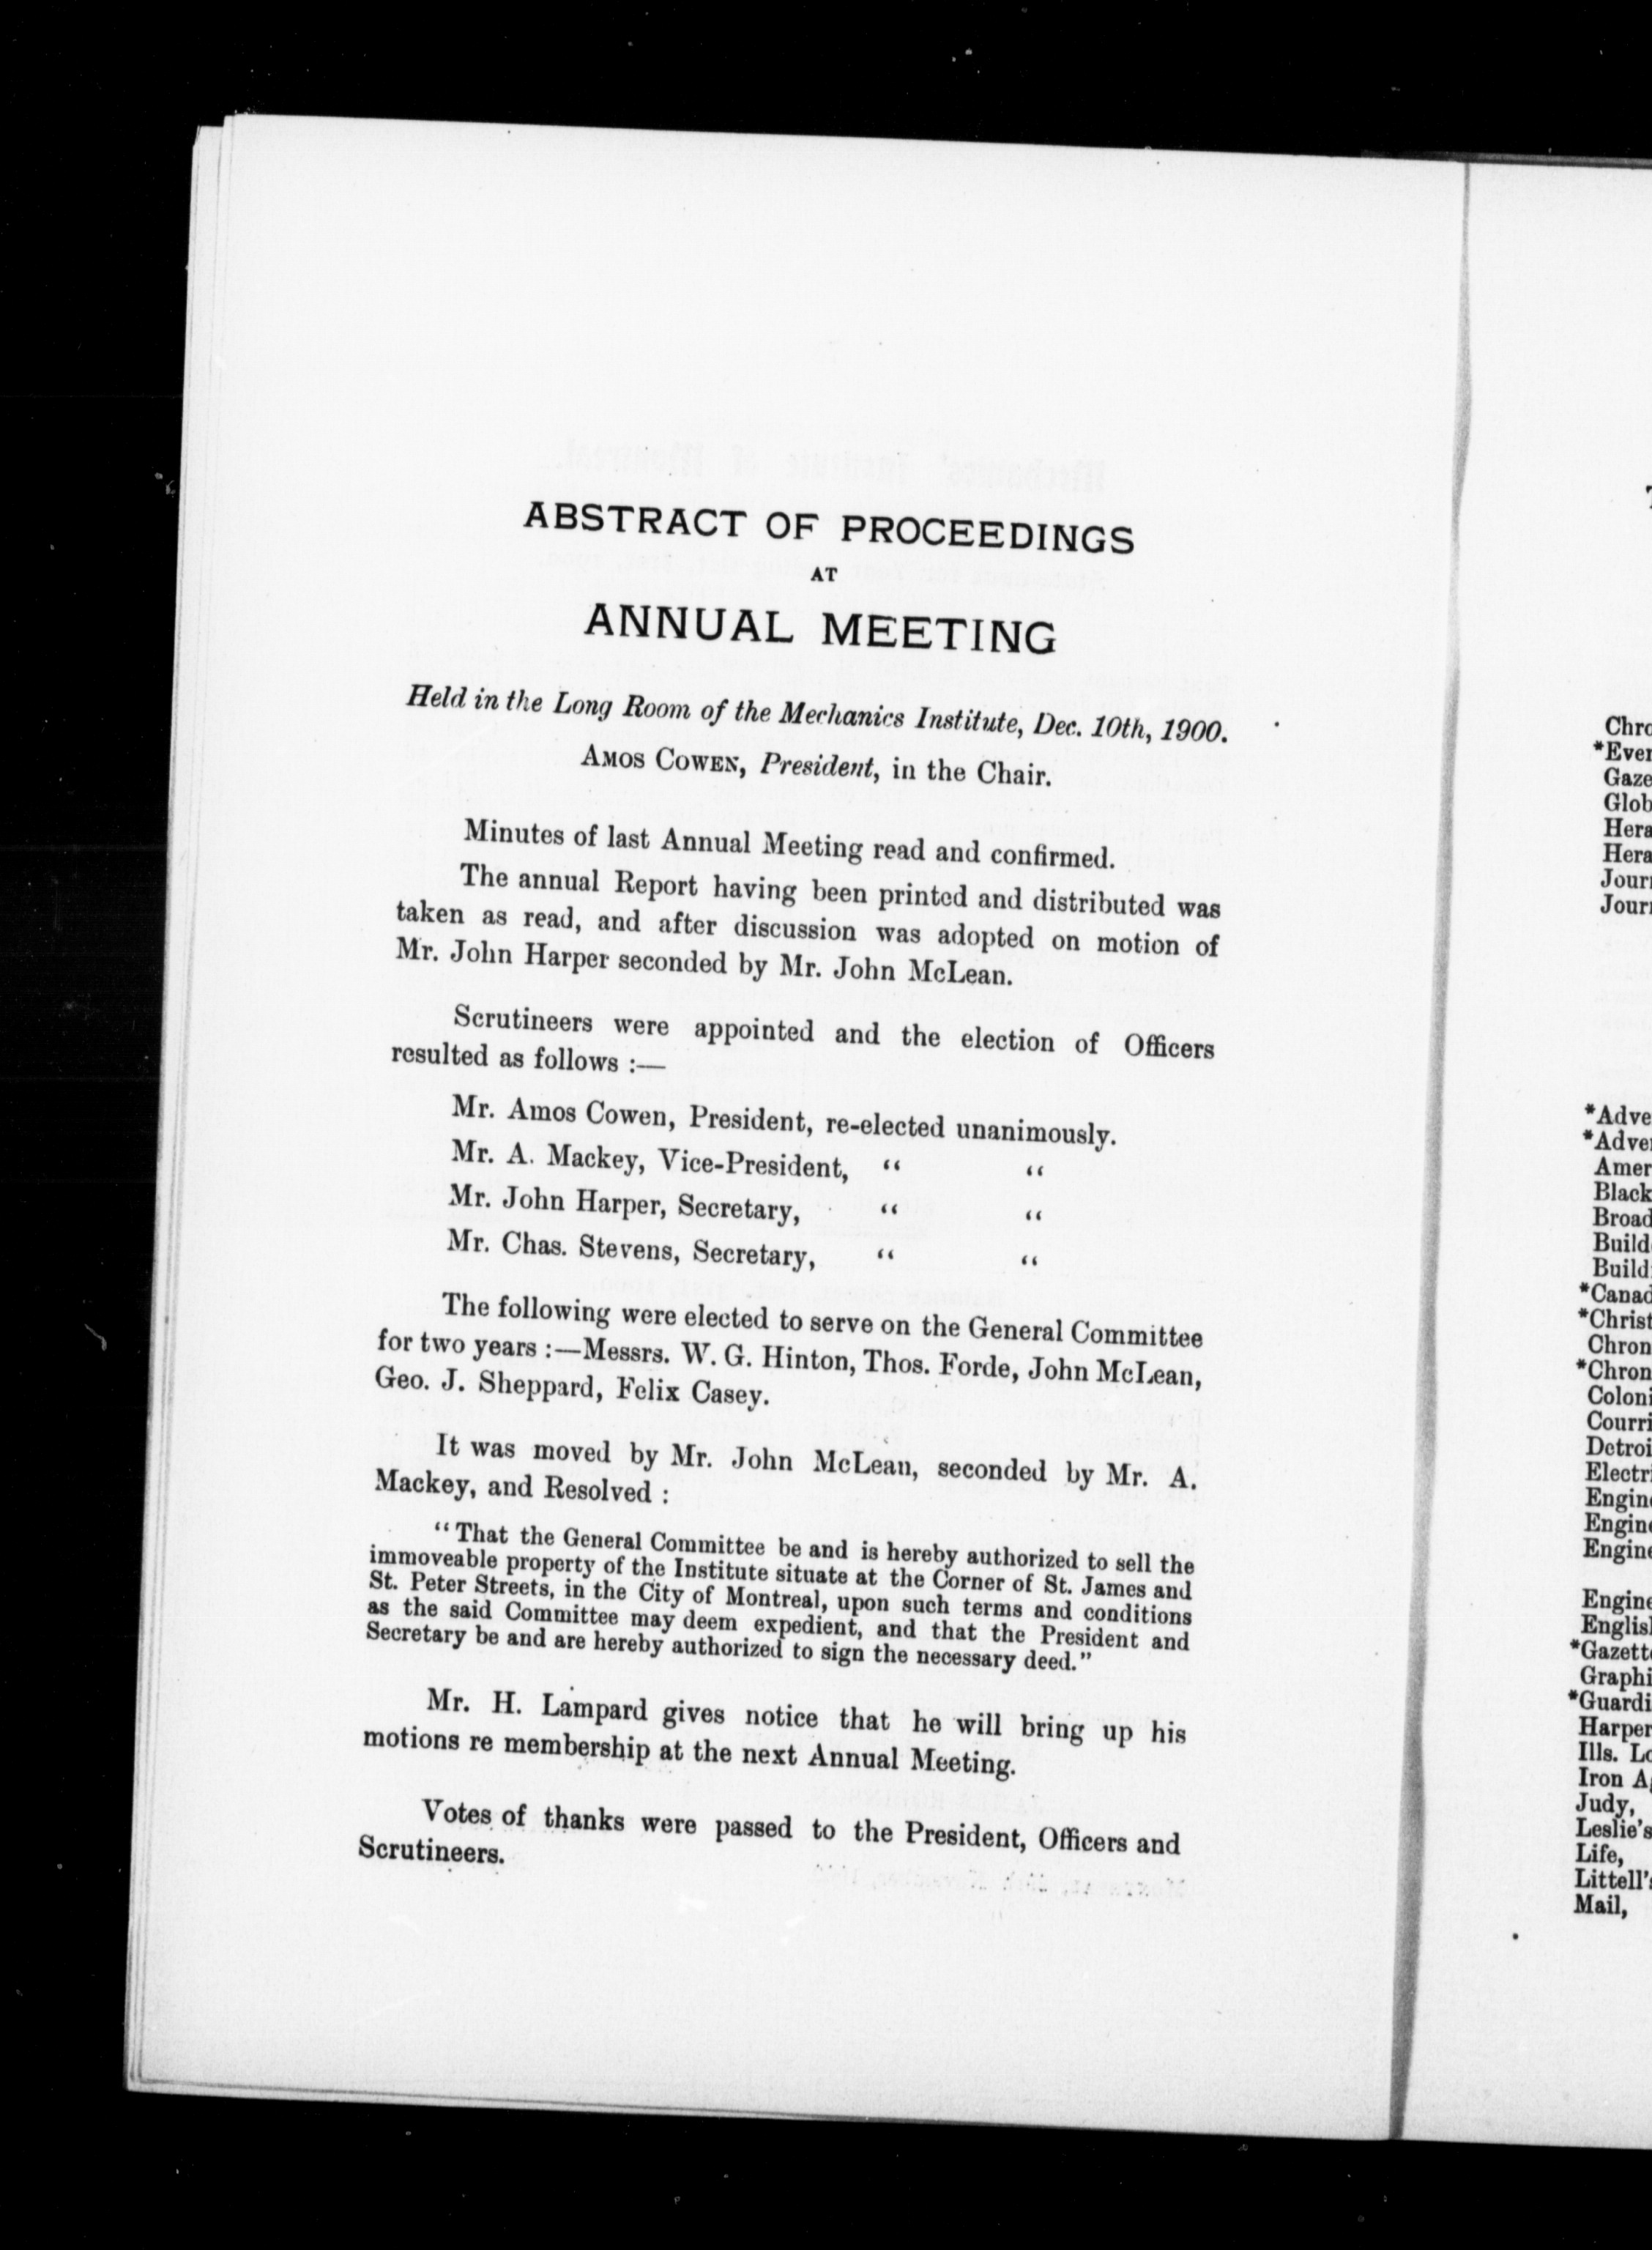 ABSTRACT OF PROCEEDINGS
AT
ANNUAL MEETING
Held in the Long Room of the Mechanics Institute, Dec. 10th, 1900.
AMOS COWEN, President, in the Chair.
Minutes of last Annual Meeting read and confirmed.
The annual Report having been printed and distributed was
taken as read, and after discussion was adopted on motion of
Mr. John Harper seconded by Mr. John McLean.
Scrutineers were appointed and the election of Officers
resulted as follows :—
Mr. Amos Cowen, President, re-elected unanimously.
Mr. A. Mackey, Vice-President, “ “
Mr. John Harper, Secretary, “ “
Mr. Chas. Stevens, Secretary, “ “
The following were elected to serve on the General Committee
for two years :—Messrs. W. G. Hinton, Thos. Forde, John McLean,
Geo. J. Sheppard, Felix Casey.
It was moved by Mr. John McLean, seconded by Mr. A.
Mackey, and Resolved :
“That the General Committee be and is hereby authorized to sell the
immoveable property of the Institute situate at the Corner of St. James and
St. Peter Streets, in the City of Montreal, upon such terms and conditions
as the said Committee may deem expedient, and that the President and
Secretary be and are hereby authorized to sign the necessary deed.”
Mr. H. Lampard gives notice that he will bring up his
motions re membership at the next Annual Meeting.
Votes of thanks were passed to the President, Officers and
Scrutineers.
Chro
*Ever
Gaze
Glob
Hera
Hera
Jour
Jour
*Adve
*Adve
Amer
Black
Broad
Build
Build
*Canad
*Christ
Chron
*Chron
Coloni
Courri
Detroi
Electri
Engine
Engine
Engine
Engine
English
*Gazett
Graphi
*Guardi
Harper
Ills. Lo
Iron A
Judy,
Leslie's
Life,
Littell's
Mail,